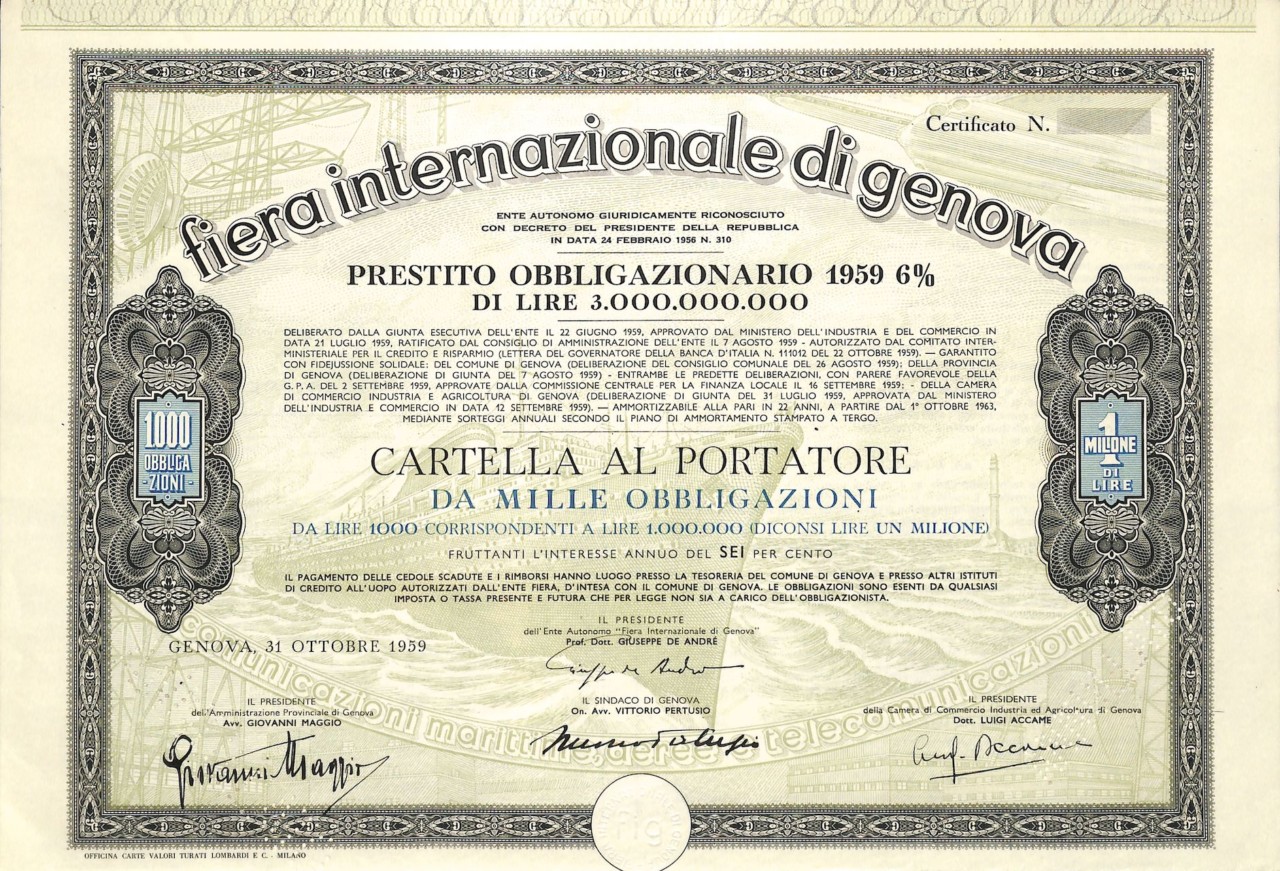 Certificato N.
fiera internazionale di genova
ENTE AUTONOMO GIURIDICAMENTE RICONOSCIUTO
CON DECRETO DEL PRESIDENTE DELLA REPUBBLICA
IN DATA 24 FEBBRAIO 1956 N. 310
PRESTITO OBBLIGAZIONARIO 1959 6%
DI LIRE 3.000.000.000
DELIBERATO DALLA GIUNTA ESECUTIVA DELL'ENTE IL 22 GIUGNO 1959, APPROVATO DAL MINISTERO DELL'INDUSTRIA E DEL COMMERCIO IN
DATA 21 LUGLIO 1959, RATIFICATO DAL CONSIGLIO DI AMMINISTRAZIONE DELL'ENTE IL 7 AGOSTO 1959 - AUTORIZZATO DAL COMITATO INTER-
MINISTERIALE PER IL CREDITO E RISPARMIO (LETTERA DEL GOVERNATORE DELLA BANCA D'ITALIA N. 111012 DEL 22 OTTOBRE 1959). — GARANTITO
CON FIDEJUSSIONE SOLIDALE: DEL COMUNE DI GENOVA (DELIBERAZIONE DEL CONSIGLIO COMUNALE DEL 26 AGOSTO 1959); DELLA PROVINCIA
DI GENOVA (DELIBERAZIONE DI GIUNTA DEL 7 AGOSTO 1959) - ENTRAMBE LE PREDETTE DELIBERAZIONI, CON PARERE FAVOREVOLE DELLA
G. P. A. DEL 2 SETTEMBRE 1959, APPROVATE DALLA COMMISSIONE CENTRALE PER LA FINANZA LOCALE IL 16 SETTEMBRE 1959; - DELLA CAMERA
DI COMMERCIO INDUSTRIA E AGRICOLTURA DI GENOVA (DELIBERAZIONE DI GIUNTA DEL 31 LUGLIO 1959, APPROVATA DAL MINISTERO
DELL'INDUSTRIA E COMMERCIO IN DATA 12 SETTEMBRE 1959). — AMMORTIZZABILE ALLA PARI IN 22 ANNI, A PARTIRE DAL 1° OTTOBRE 1963,
MEDIANTE SORTEGGI ANNUALI SECONDO IL PIANO DI AMMORTAMENTO STAMPATO A TERGO.
1.000
OBBLIGA
-ZIONI-
1
MILIONE
DI
LIRE
CARTELLA AL PORTATORE
DA MILLE OBBLIGAZIONI
DA LIRE 1000 CORRISPONDENTI A LIRE 1.000.000 (DICONSI LIRE UN MILIONE)
FRUTTANTI L'INTERESSE ANNUO DEL SEI PER CENTO
IL PAGAMENTO DELLE CEDOLE SCADUTE E I RIMBORSI HANNO LUOGO PRESSO LA TESORERIA DEL COMUNE DI GENOVA E PRESSO ALTRI ISTITUTI
DI CREDITO ALL'UOPO AUTORIZZATI DALL'ENTE FIERA, D'INTESA CON IL COMUNE DI GENOVA. LE OBBLIGAZIONI SONO ESENTI DA QUALSIASI
IMPOSTA O TASSA PRESENTE E FUTURA CHE PER LEGGE NON SIA A CARICO DELL'OBBLIGAZIONISTA.
GENOVA, 31 OTTOBRE 1959
IL PRESIDENTE
dell'Ente Autonomo "Fiera Internazionale di Genova"
Prof. Dott. GIUSEPPE DE ANDRÉ
Giuseppe de André
comunicazioni marittime, aeree e telecomunicazioni
IL PRESIDENTE
dell'Amministrazione Provinciale di Genova
Avv. GIOVANNI MAGGIO
Giovanni Maggio
IL SINDACO DI GENOVA
On. Avv. VITTORIO PERTUSIO
IL PRESIDENTE
della Camera di Commercio Industria ed Agricoltura di Genova
Dott. LUIGI ACCAME
Luigi Accame
fig
OFFICINA CARTE VALORI TURATI LOMBARDI E C. - MILANO